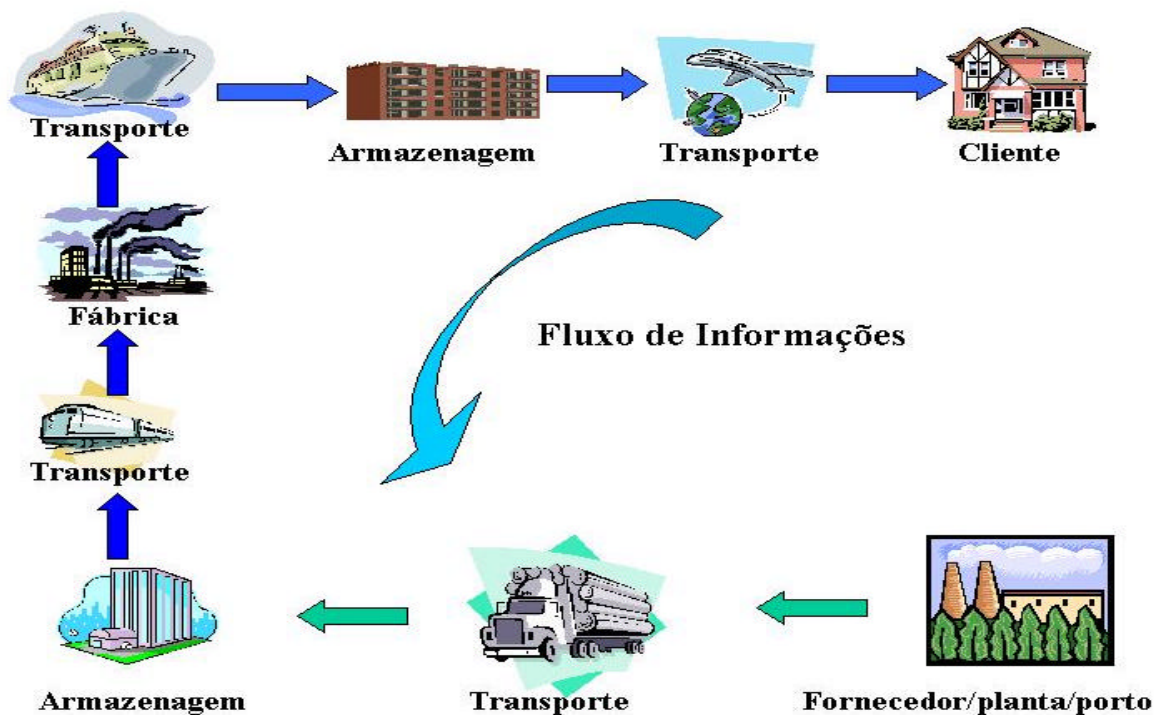 Transporte
Armazenagem
Transporte
Cliente
Fábrica
Fluxo de Informações
Transporte
Armazenagem
Transporte
Fornecedor/planta/porto